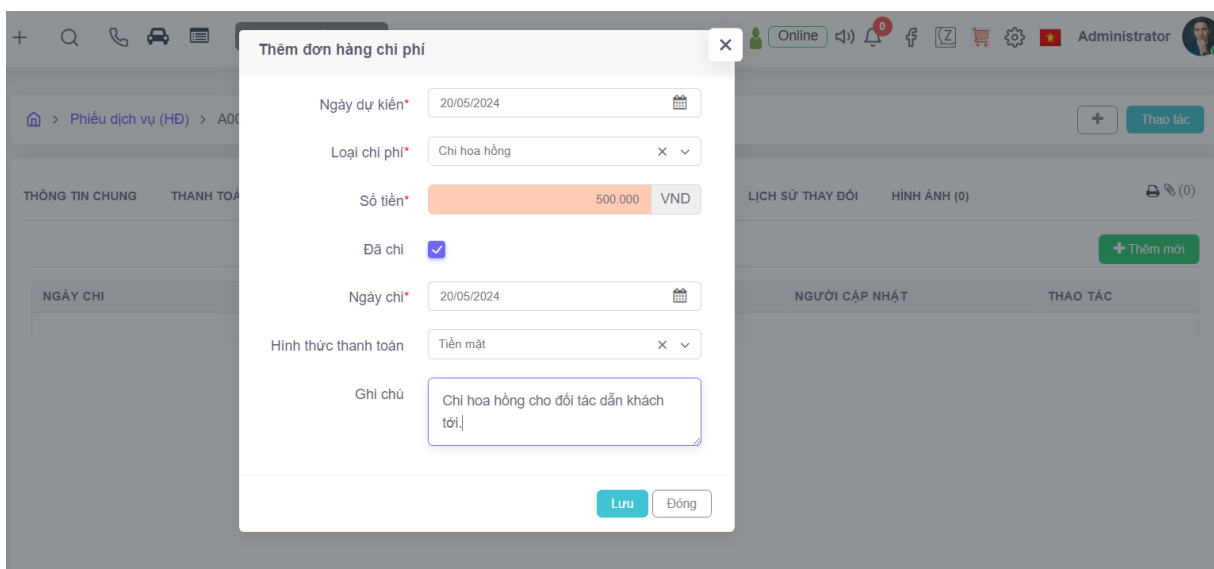 Online
0
Administrator
Thêm đơn hàng chi phí
Phiếu dịch vụ (HĐ) > A00
Thao tác
Ngày dự kiến* 20/05/2024
Loại chi phí* Chi hoa hồng
THÔNG TIN CHUNG THANH TOÁ LỊCH SỬ THAY ĐỔI HÌNH ẢNH (0) (0)
Số tiền* 500.000 VND
Đã chi
Thêm mới
Ngày chi* 20/05/2024
NGÀY CHI NGƯỜI CẬP NHẬT THAO TÁC
Hình thức thanh toán Tiền mặt
Ghi chú Chi hoa hồng cho đối tác dẫn khách
tới.
Lưu Đóng